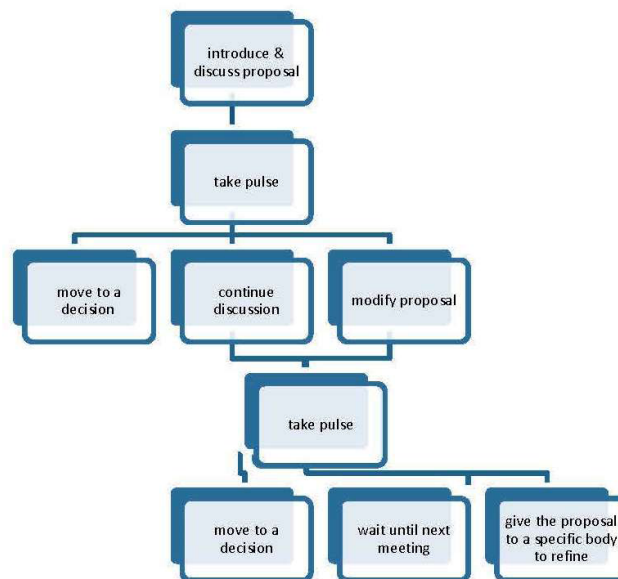 introduce &
discuss proposal
take pulse
move to a
decision
continue
discussion
modify proposal
take pulse
move to a
decision
wait until next
meeting
give the proposal
to a specific body
to refine